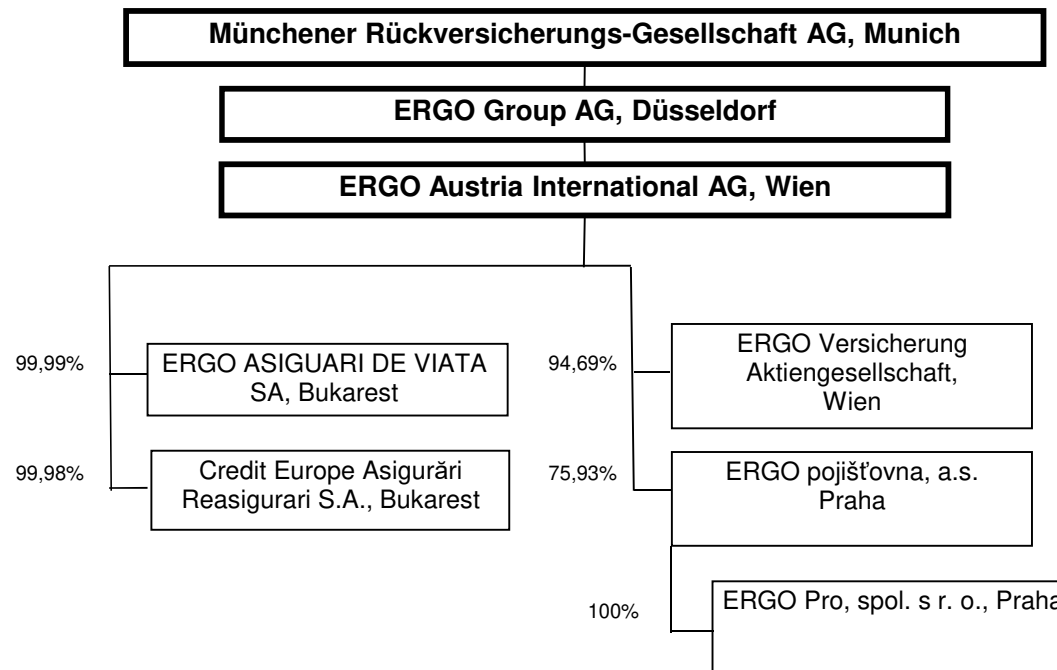 Münchener Rückversicherungs-Gesellschaft AG, Munich
ERGO Group AG, Düsseldorf
ERGO Austria International AG, Wien
99,99%
ERGO ASIGUARI DE VIATA
SA, Bukarest
94,69%
ERGO Versicherung
Aktiengesellschaft,
Wien
99,98%
Credit Europe Asigurări
Reasigurari S.A., Bukarest
75,93%
ERGO pojišťovna, a.s.
Praha
100%
ERGO Pro, spol. s r. o., Praha